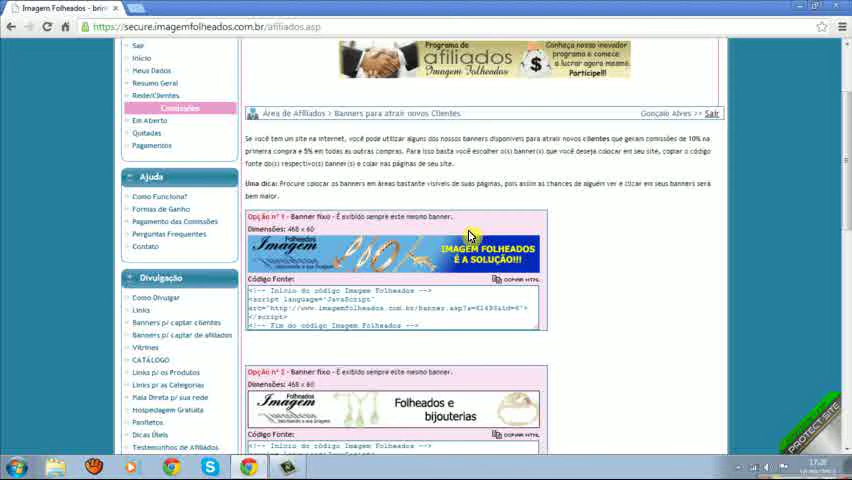 Imagem Folheados - brin
https://secure.imagemfolheados.com.br/afiliados.asp
Sair
Início
Meus Dados
Resumo Geral
Rede/Clientes
Comissões
Em Aberto
Quitadas
Pagamentos
Ajuda
Como Funciona?
Formas de Ganho
Pagamento das Comissões
Perguntas Frequentes
Contato
Divulgação
Como Divulgar
Links
Banners p/ captar clientes
Banners p/ captar de afiliados
Vitrines
CATÁLOGO
Links p/ os Produtos
Links p/ as Categorias
Mala Direta p/ sua rede
Hospedagem Gratuita
Panfletos
Dicas Úteis
Testemunhos de Afiliados
Programa de
afiliados
Imagem Folheados
$
Conheça nosso inovador
programa e comece
a lucrar agora mesmo.
Participe!!!
Área de Afiliados > Banners para atrair novos Clientes
Gonçalo Alves >> Sair
Se você tem um site na internet, você pode utilizar alguns dos nossos banners disponíveis para atrair novos clientes que geram comissões de 10% na
primeira compra e 5% em todas as outras compras. Para isso basta você escolher o(s) banner(s) que você deseja colocar em seu site, copiar o código
fonte do(s) respectivo(s) banner(s) e colar nas páginas de seu site.
Uma dica: Procure colocar os banners em áreas bastante visíveis de suas páginas, pois assim as chances de alguém ver e clicar em seus banners será
bem maior.
Opção nº 1 - Banner fixo - É exibido sempre este mesmo banner.
Dimensões: 468 x 60
Folheados
Imagem
IMAGEM FOLHEADOS
É A SOLUÇÃO!!!
Código Fonte:
COPIAR HTML
<!-- Início do código Imagem Folheados -->
<script language="JavaScript"
</script>
<!-- Fim do código Imagem Folheados -->
Opção nº 2 - Banner fixo - É exibido sempre este mesmo banner.
Dimensões: 468 x 60
Folheados
Imagem
Folheados e
bijouterias
Código Fonte:
COPIAR HTML
<!-- Início do código Imagem Folheados -->
PROTECT SITE